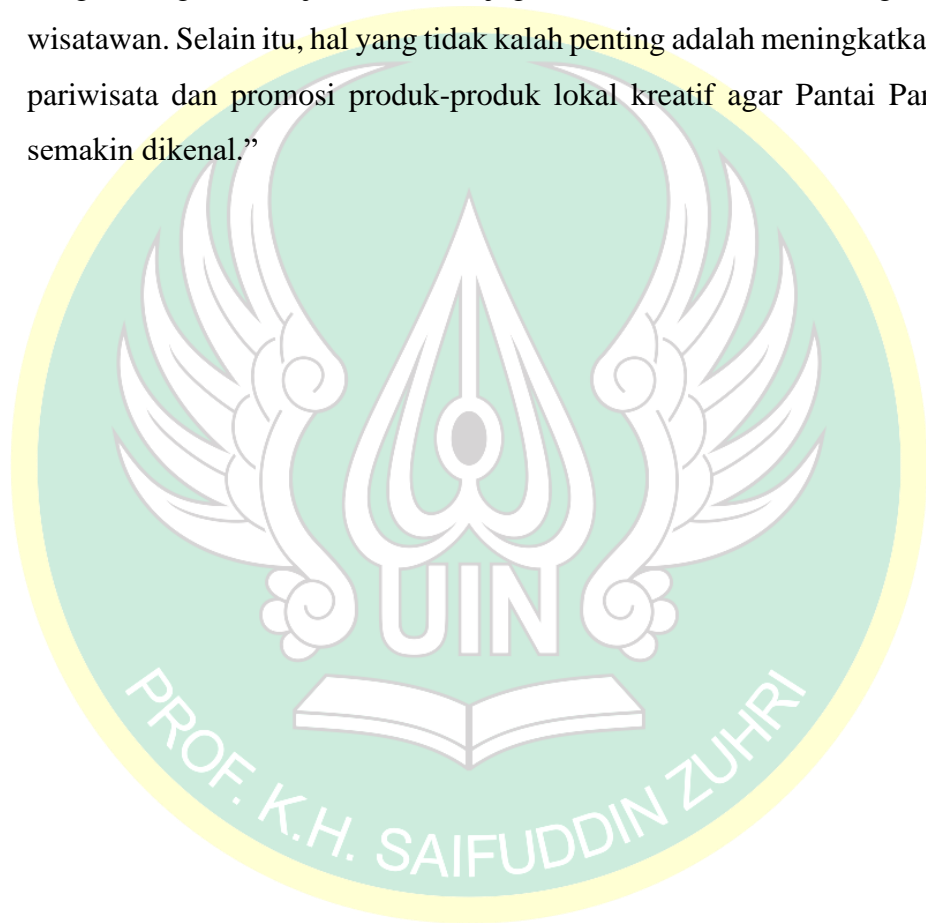 wisatawan. Selain itu, hal yang tidak kalah penting adalah meningkatka
pariwisata dan promosi produk-produk lokal kreatif agar Pantai Par
semakin dikenal.”
UIN
PROF. K.H. SAIFUDDIN ZUHRI